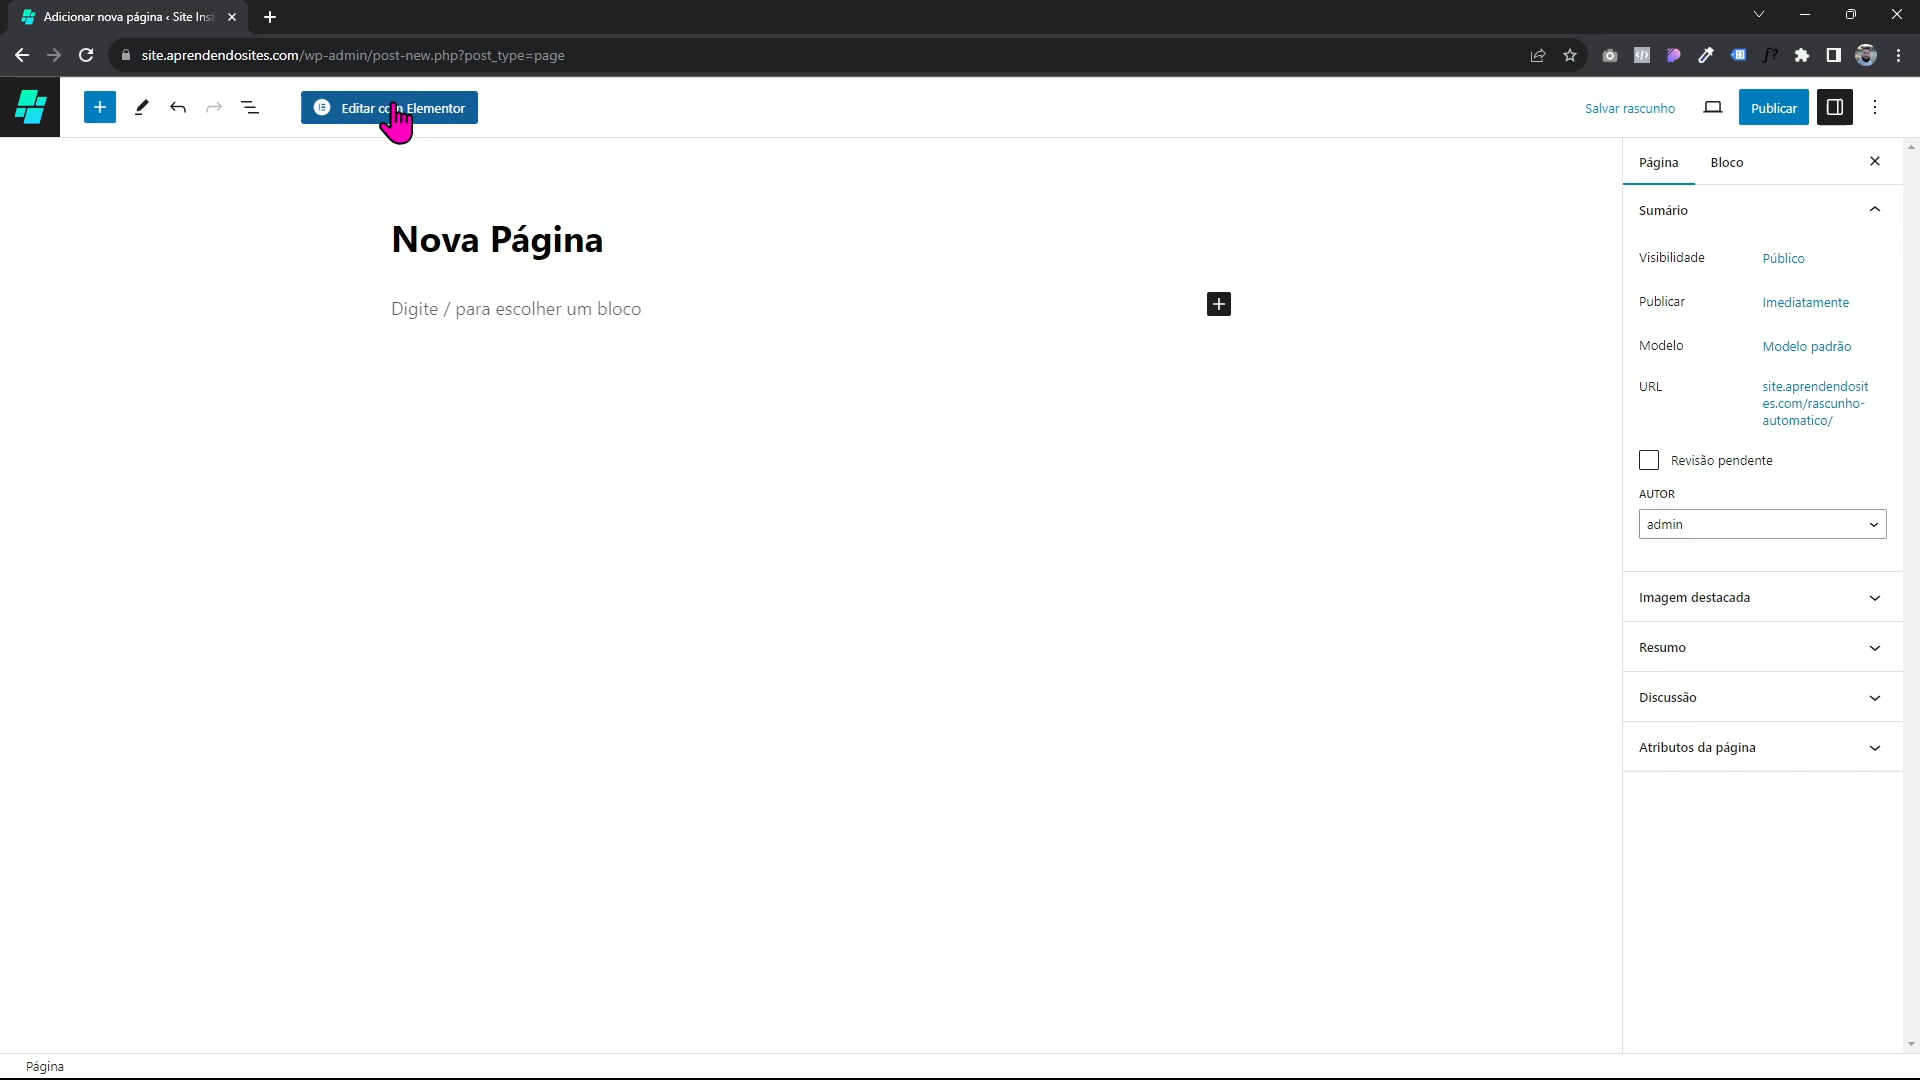 Adicionar nova página ‹ Site Inst
site.aprendendosites.com/wp-admin/post-new.php?post_type=page
Editar com Elementor
Salvar rascunho
Publicar
Página
Bloco
Sumário
Nova Página
Visibilidade
Público
Digite / para escolher um bloco
Publicar
Imediatamente
Modelo
Modelo padrão
URL
site.aprendendosit
es.com/rascunho-
automatico/
Revisão pendente
AUTOR
admin
Imagem destacada
Resumo
Discussão
Atributos da página
Página